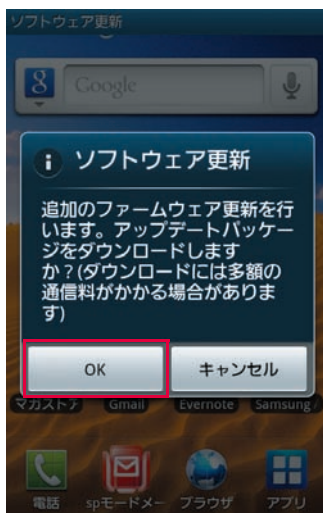 ソフトウェア更新
8 Google
ソフトウェア更新
追加のファームウェア更新を行
います。アップデートパッケー
ジをダウンロードします
か？(ダウンロードには多額の
通信料がかかる場合がありま
す)
OK キャンセル
マガストア Gmail Evernote Samsung
電話 spモードメー ブラウザ アプリ